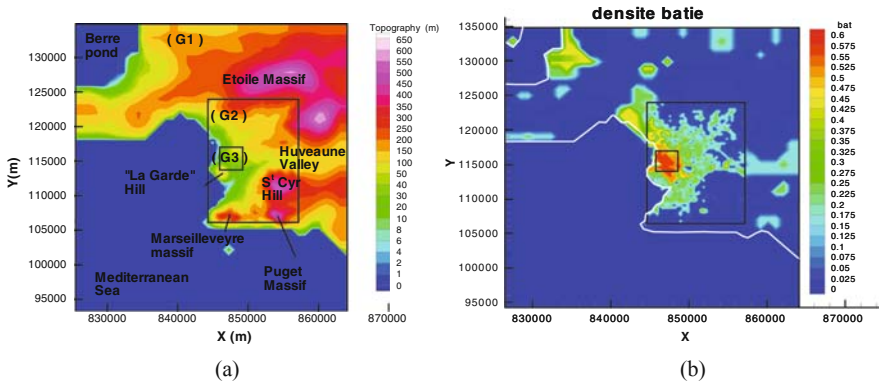 Topography (m)
Berre
pond
( G1 )
Etoile Massif
( G2 )
( G3 )
Huveaune
Valley
"La Garde"
Hill
St Cyr
Hill
Marseilleveyre
massif
Puget
Massif
Mediterranean
Sea
130000
125000
120000
115000
110000
105000
100000
95000
Y(m)
830000 840000 850000 860000 870000
X (m)
650
600
550
500
450
400
350
300
250
200
150
100
50
40
30
20
10
8
6
4
2
1
0
(a)
densite batie
bat
135000
130000
125000
120000
115000
110000
105000
100000
95000
Y
830000 840000 850000 860000 870000
X
0.6
0.575
0.55
0.525
0.5
0.475
0.45
0.425
0.4
0.375
0.35
0.325
0.3
0.275
0.25
0.225
0.2
0.175
0.15
0.125
0.1
0.075
0.05
0.025
0
(b)